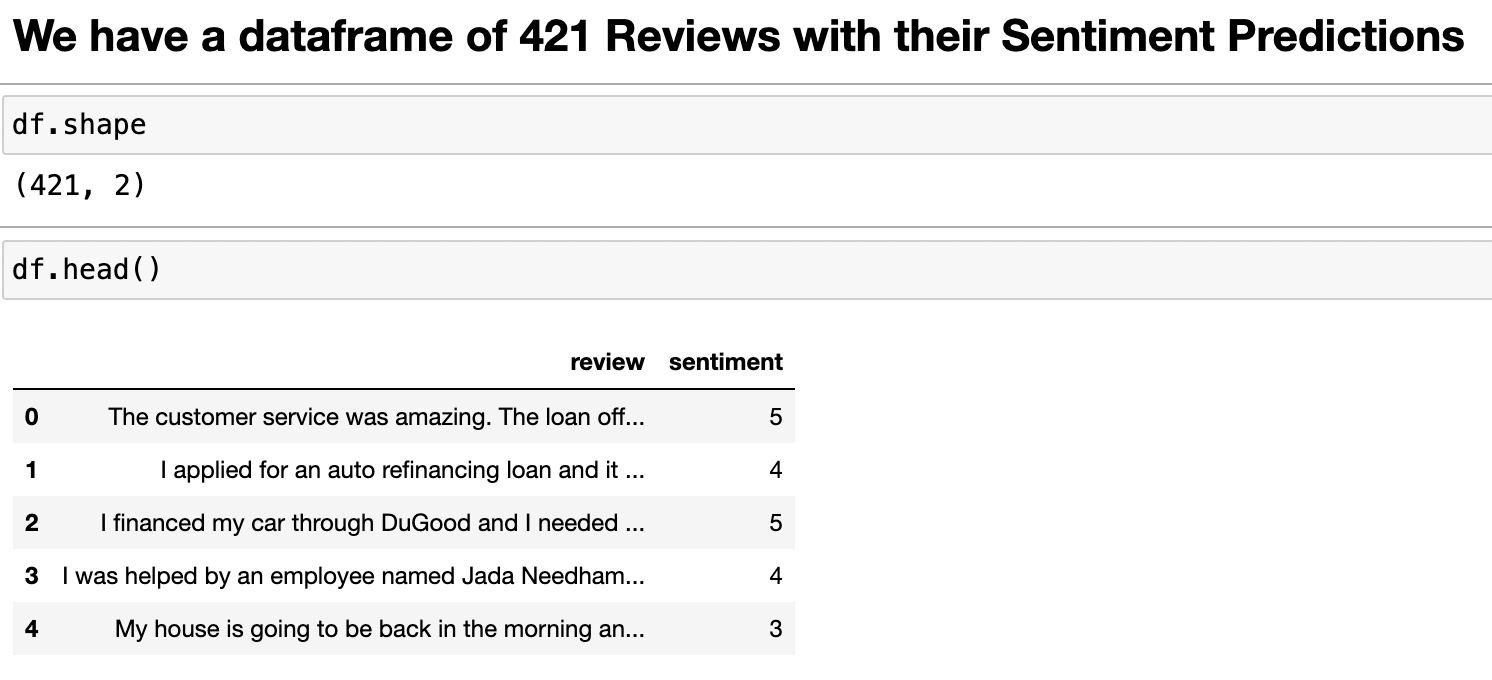 We have a dataframe of 421 Reviews with their Sentiment Predictions
df.shape
(421, 2)
df.head()
review sentiment
0 The customer service was amazing. The loan off... 5
1 I applied for an auto refinancing loan and it ... 4
2 I financed my car through DuGood and I needed ... 5
3 I was helped by an employee named Jada Needham... 4
4 My house is going to be back in the morning an... 3